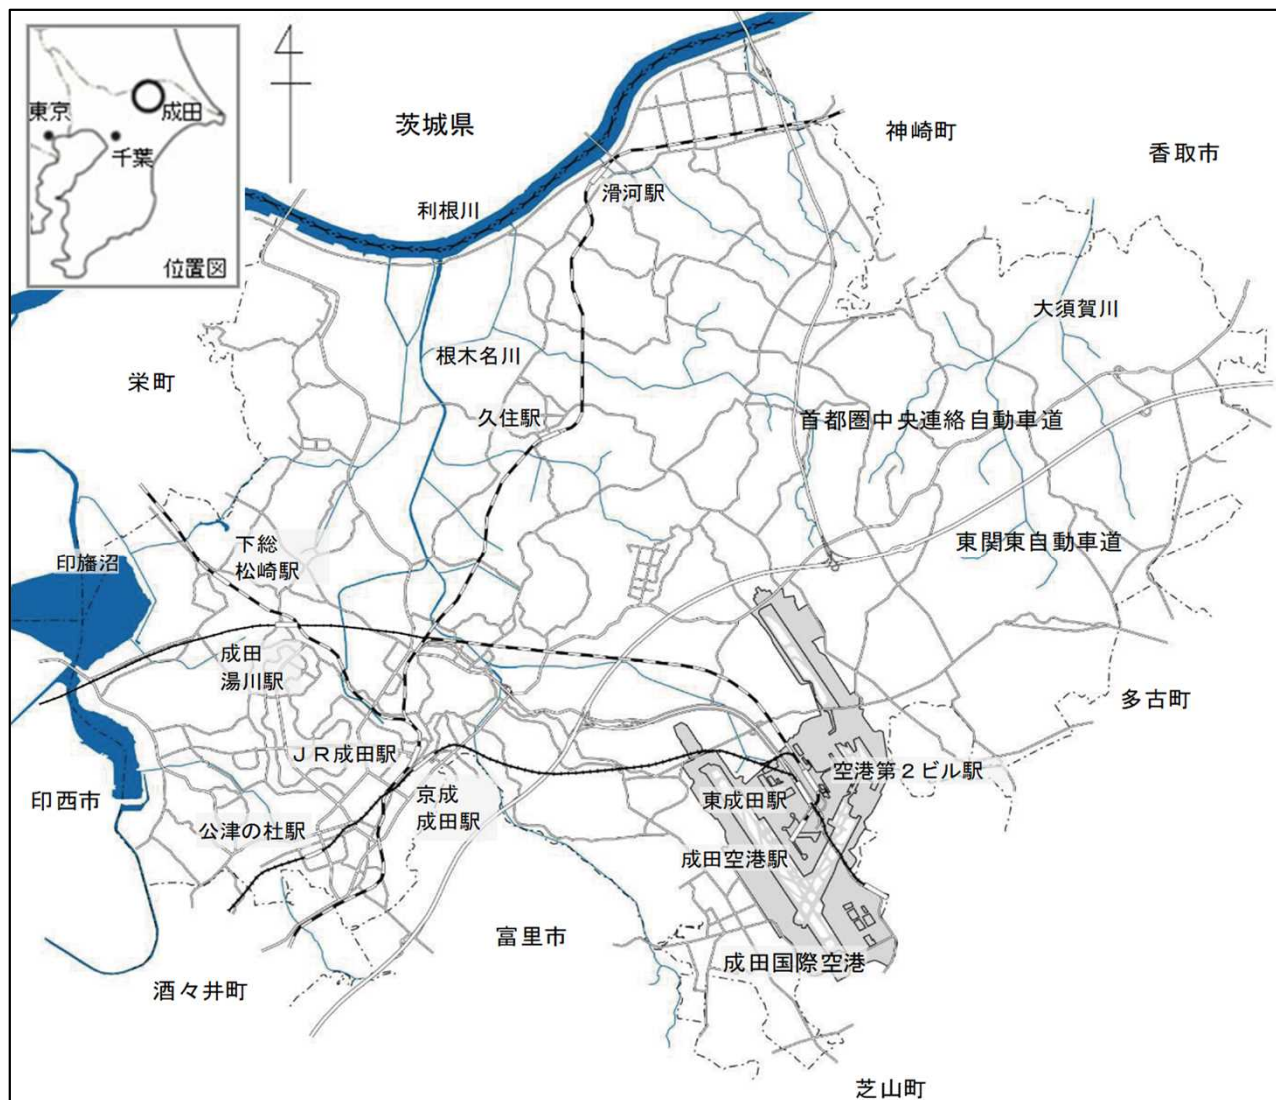 東京
成田
千葉
位置図
茨城県
神崎町
香取市
滑河駅
利根川
大須賀川
根木名川
栄町
久住駅
首都圏中央連絡自動車道
東関東自動車道
印旛沼
下総
松崎駅
成田
湯川駅
多古町
JR成田駅
空港第2ビル駅
印西市
京成
成田駅
東成田駅
公津の杜駅
成田空港駅
富里市
成田国際空港
酒々井町
芝山町